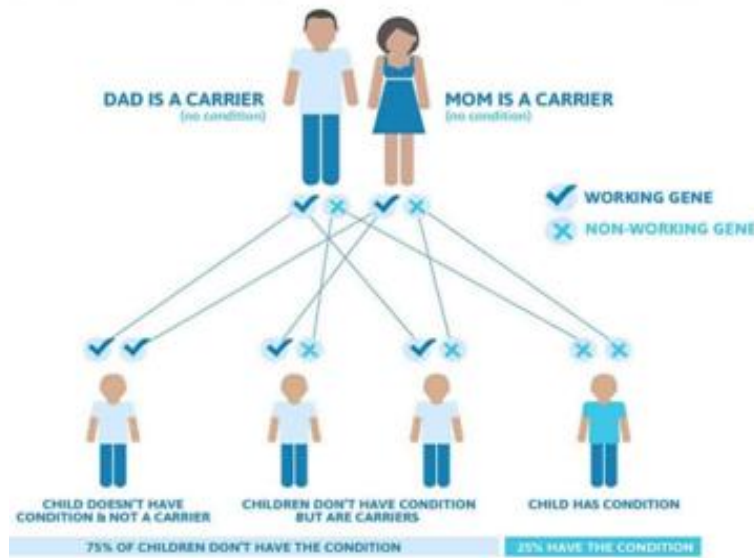 DAD IS A CARRIER
(no condition)
MOM IS A CARRIER
(no condition)
WORKING GENE
NON-WORKING GENE
CHILD DOESN'T HAVE
CONDITION & NOT A CARRIER
CHILDREN DON'T HAVE CONDITION
BUT ARE CARRIERS
CHILD HAS CONDITION
75% OF CHILDREN DON'T HAVE THE CONDITION
25% HAVE THE CONDITION